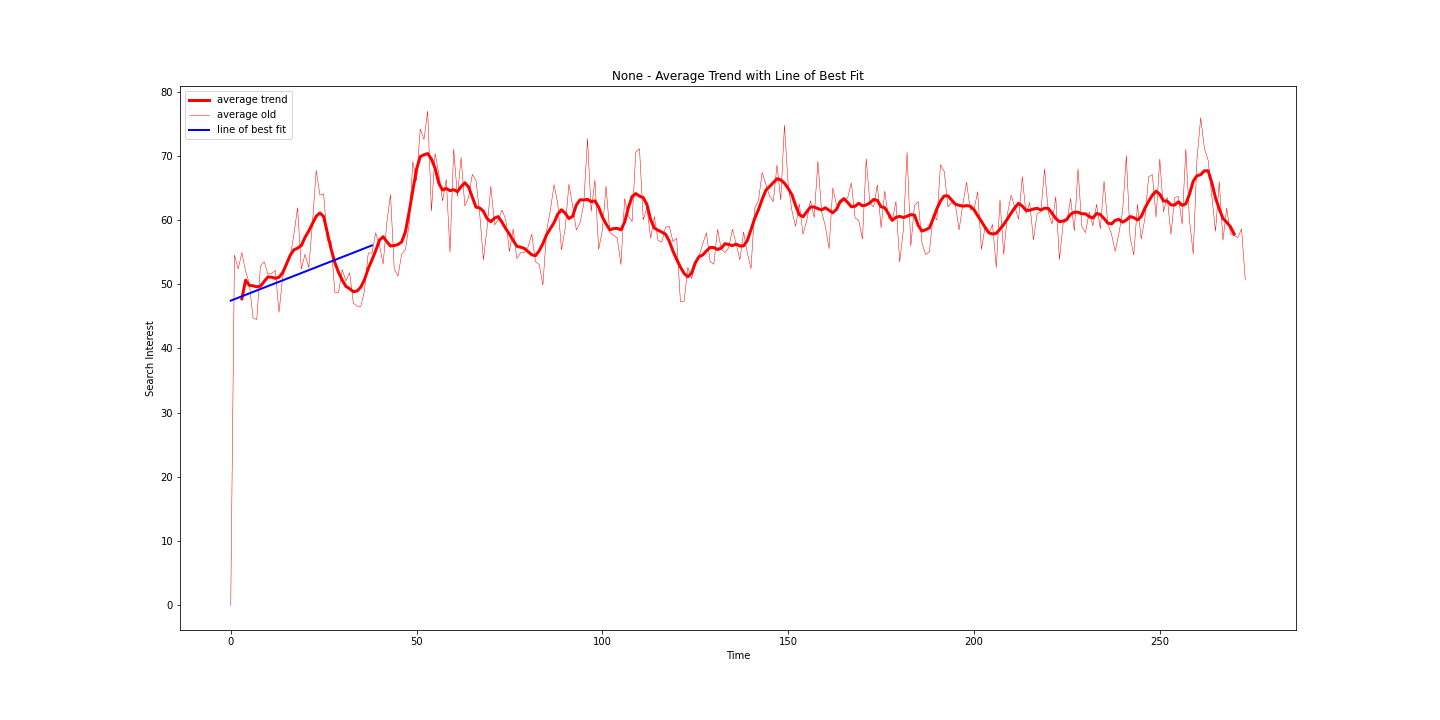 None - Average Trend with Line of Best Fit
average trend
average old
line of best fit
80
70
60
50
40
30
20
10
0
Search Interest
0 50 100 150 200 250
Time